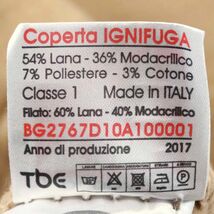 Coperta IGNIFUGA
54% Lana - 36% Modacrilico
7% Poliestere - 3% Cotone
Classe 1 Made in ITALY
Filato: 60% Lana - 40% Modacrilico
BG2767D10A100001
Anno di produzione 2017
Tbe